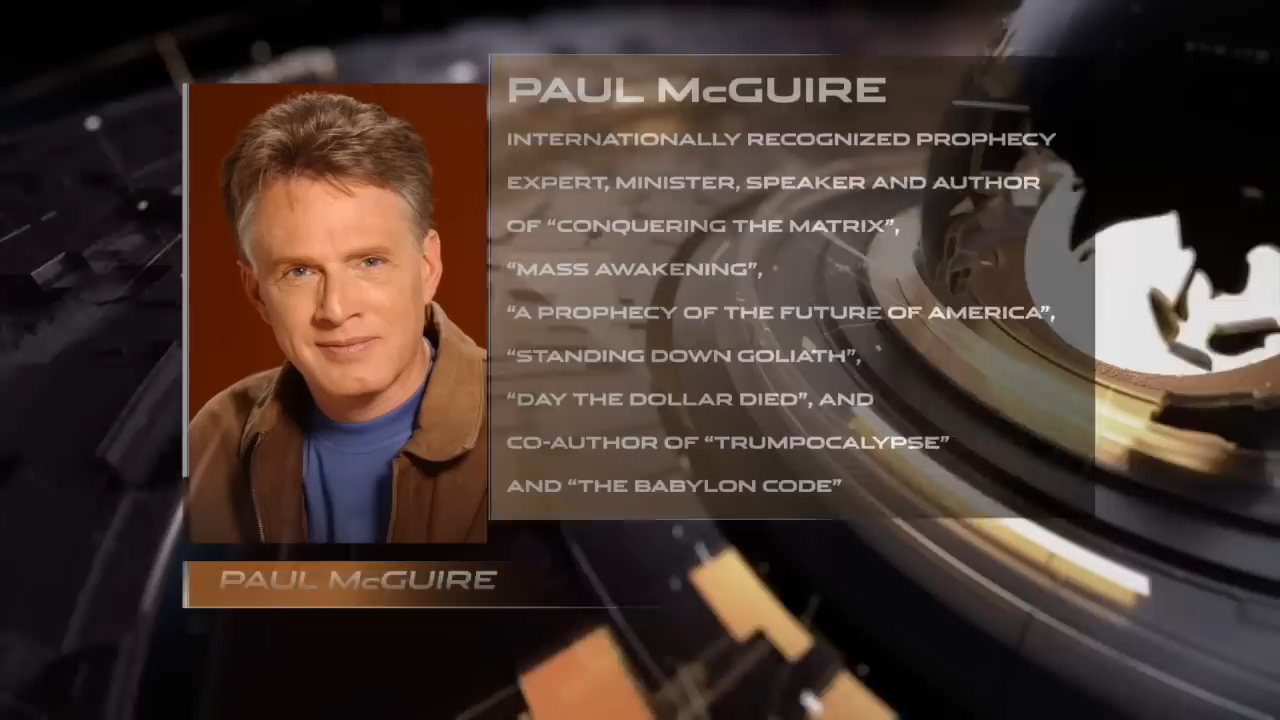 PAUL McGUIRE
INTERNATIONALLY RECOGNIZED PROPHECY
EXPERT, MINISTER, SPEAKER AND AUTHOR
OF “CONQUERING THE MATRIX”,
“MASS AWAKENING”,
“A PROPHECY OF THE FUTURE OF AMERICA”,
“STANDING DOWN GOLIATH”,
“DAY THE DOLLAR DIED”, AND
CO-AUTHOR OF “TRUMPOCALYPSE”
AND “THE BABYLON CODE”
PAUL McGUIRE